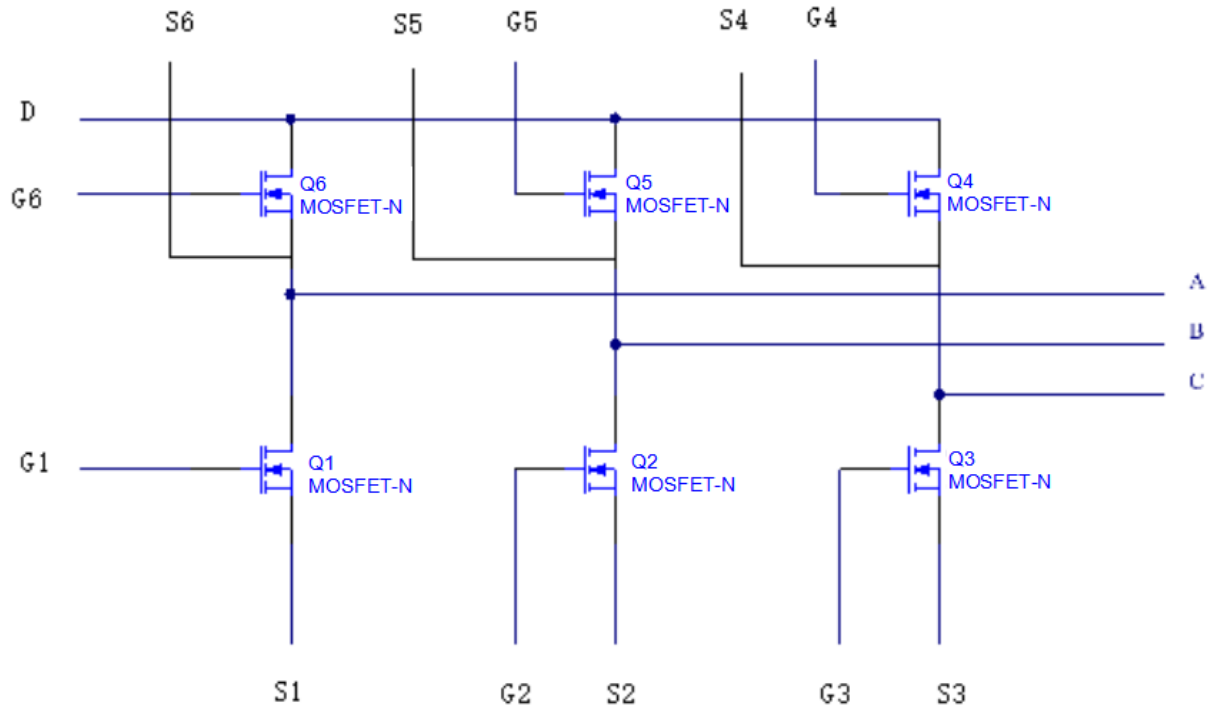 S6
S5
G5
S4
G4
D
G6
Q6
MOSFET-N
Q5
MOSFET-N
Q4
MOSFET-N
A
B
C
G1
Q1
MOSFET-N
Q2
MOSFET-N
Q3
MOSFET-N
S1
G2
S2
G3
S3